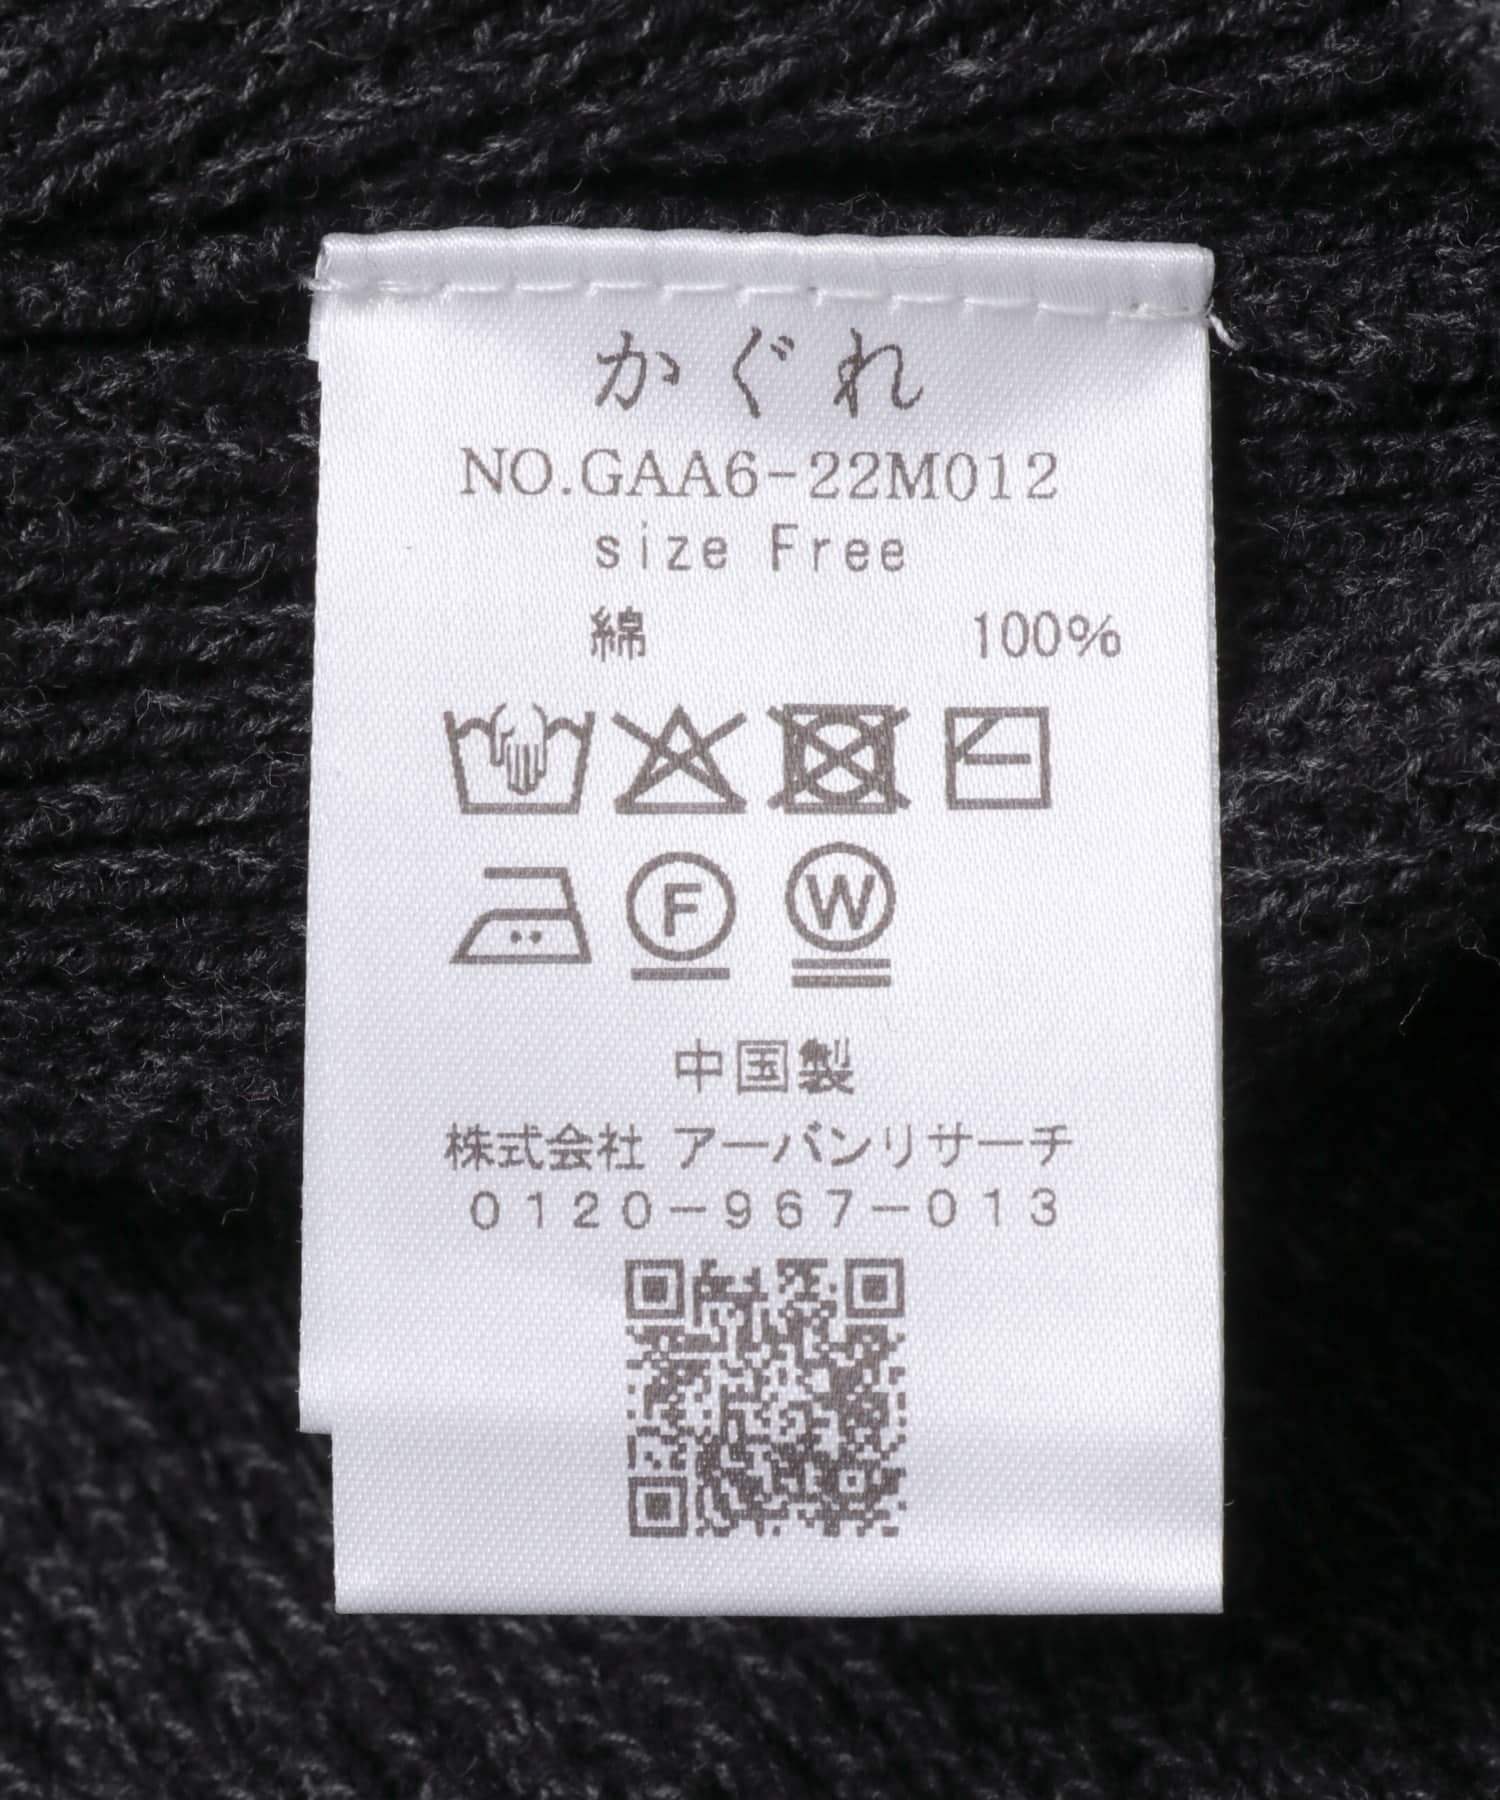 かぐれ
NO.GAA6-22M012
size Free
綿 100%
F W
中国製
株式会社 アーバンリサーチ
0120-967-013